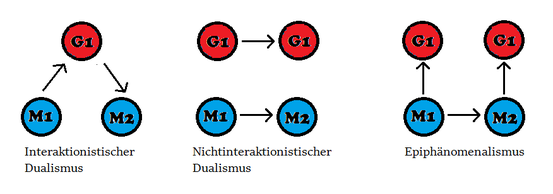 G1
M1 M2
Interaktionistischer
Dualismus
G1 G1
M1 M2
Nichtinteraktionistischer
Dualismus
G1 G1
M1 M2
Epiphänomenalismus